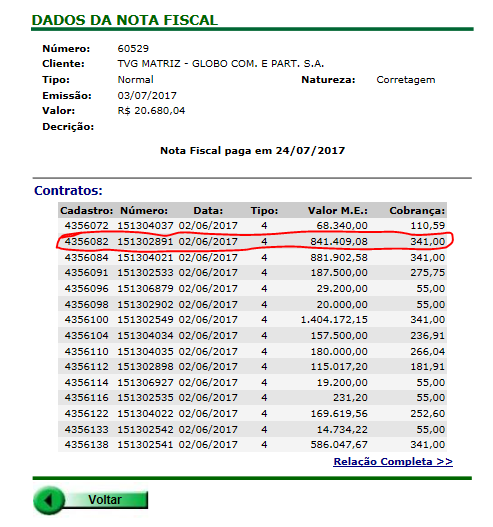 DADOS DA NOTA FISCAL
Número: 60529
Cliente: TVG MATRIZ - GLOBO COM. E PART. S.A.
Tipo: Normal Natureza: Corretagem
Emissão: 03/07/2017
Valor: R$ 20.680,04
Decrição:
Nota Fiscal paga em 24/07/2017
Contratos:
Cadastro: Número: Data: Tipo: Valor M.E.: Cobrança:
4356072 151304037 02/06/2017 4 68.340,00 110,59
4356082 151302891 02/06/2017 4 841.409,08 341,00
4356084 151304021 02/06/2017 4 881.902,58 341,00
4356091 151302533 02/06/2017 4 187.500,00 275,75
4356096 151306879 02/06/2017 4 29.200,00 55,00
4356098 151302902 02/06/2017 4 20.000,00 55,00
4356100 151302549 02/06/2017 4 1.404.172,15 341,00
4356104 151304034 02/06/2017 4 157.500,00 236,91
4356110 151304035 02/06/2017 4 180.000,00 266,04
4356112 151302898 02/06/2017 4 115.017,20 181,91
4356114 151306927 02/06/2017 4 19.200,00 55,00
4356116 151302535 02/06/2017 4 231,20 55,00
4356122 151304022 02/06/2017 4 169.619,56 252,60
4356133 151302542 02/06/2017 4 14.734,22 55,00
4356138 151302541 02/06/2017 4 586.047,67 341,00
Relação Completa >>
Voltar